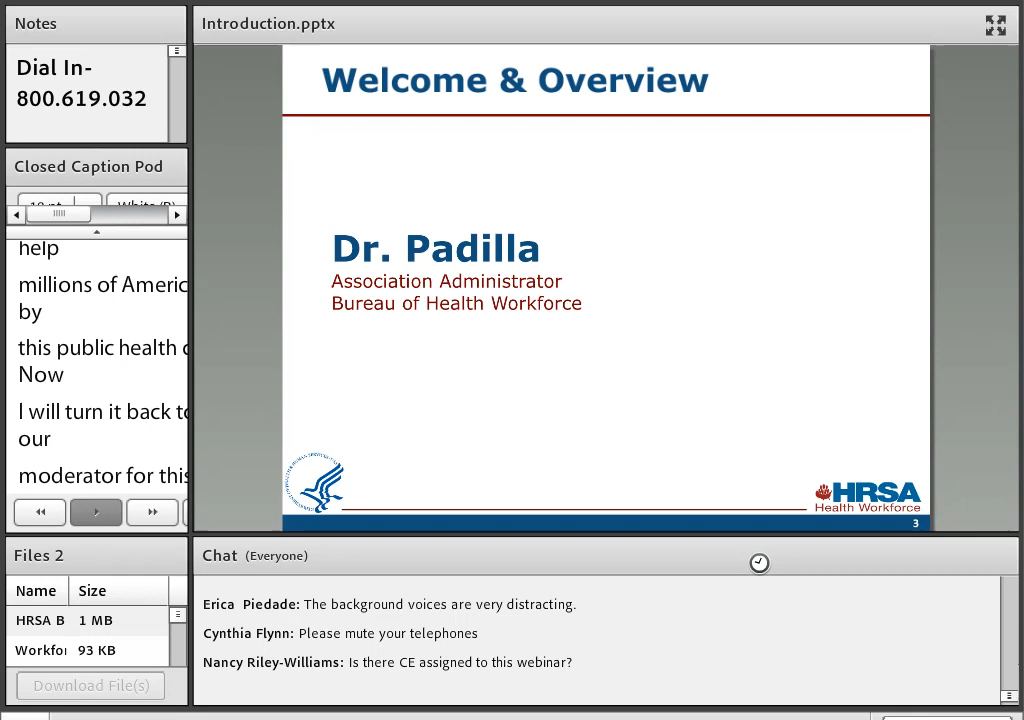 Notes
Dial In-
800.619.032
Closed Caption Pod
help
millions of Americ
by
this public health c
Now
I will turn it back to
our
moderator for this
Files 2
Name Size
HRSA B 1 MB
Workfo 93 KB
Download File(s)
Introduction.pptx
Welcome & Overview
Dr. Padilla
Association Administrator
Bureau of Health Workforce
HRSA
Health Workforce
3
Chat (Everyone)
Erica Piedade: The background voices are very distracting.
Cynthia Flynn: Please mute your telephones
Nancy Riley-Williams: Is there CE assigned to this webinar?